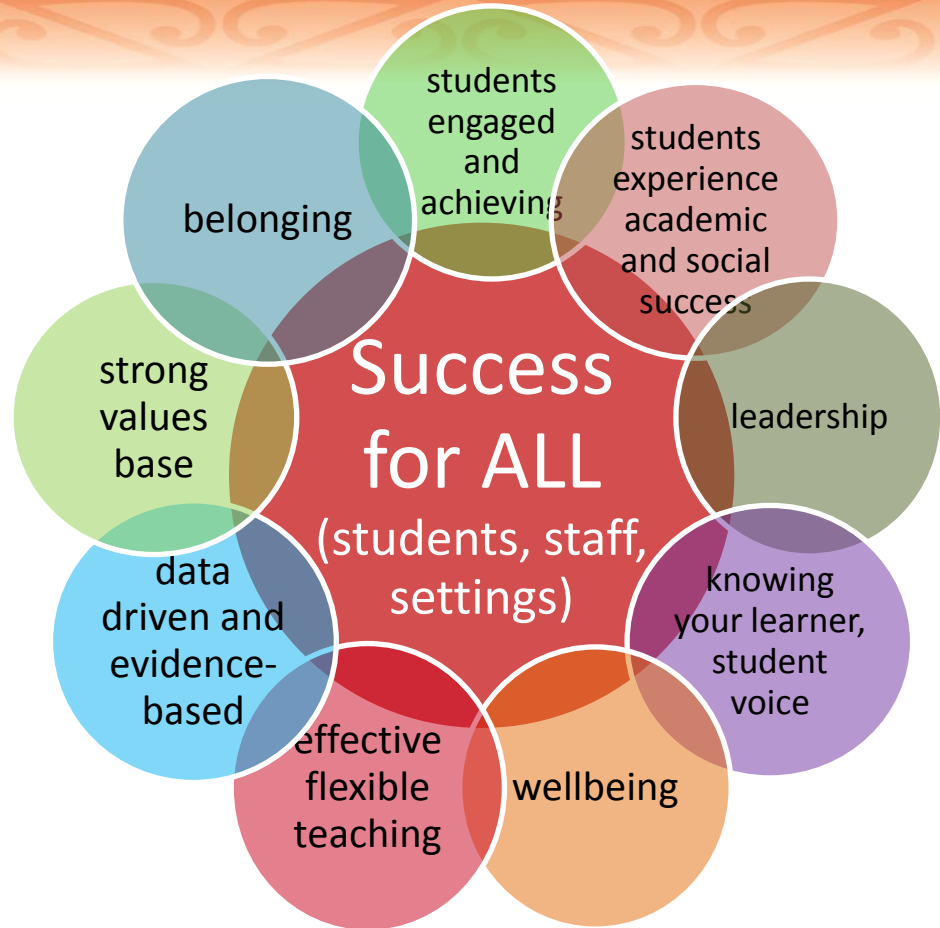 students
engaged
and
achieving
students
experience
academic
and social
success
leadership
knowing
your learner,
student
voice
wellbeing
effective
flexible
teaching
data
driven and
evidence-
based
strong
values
base
belonging
Success
for ALL
(students, staff,
settings)